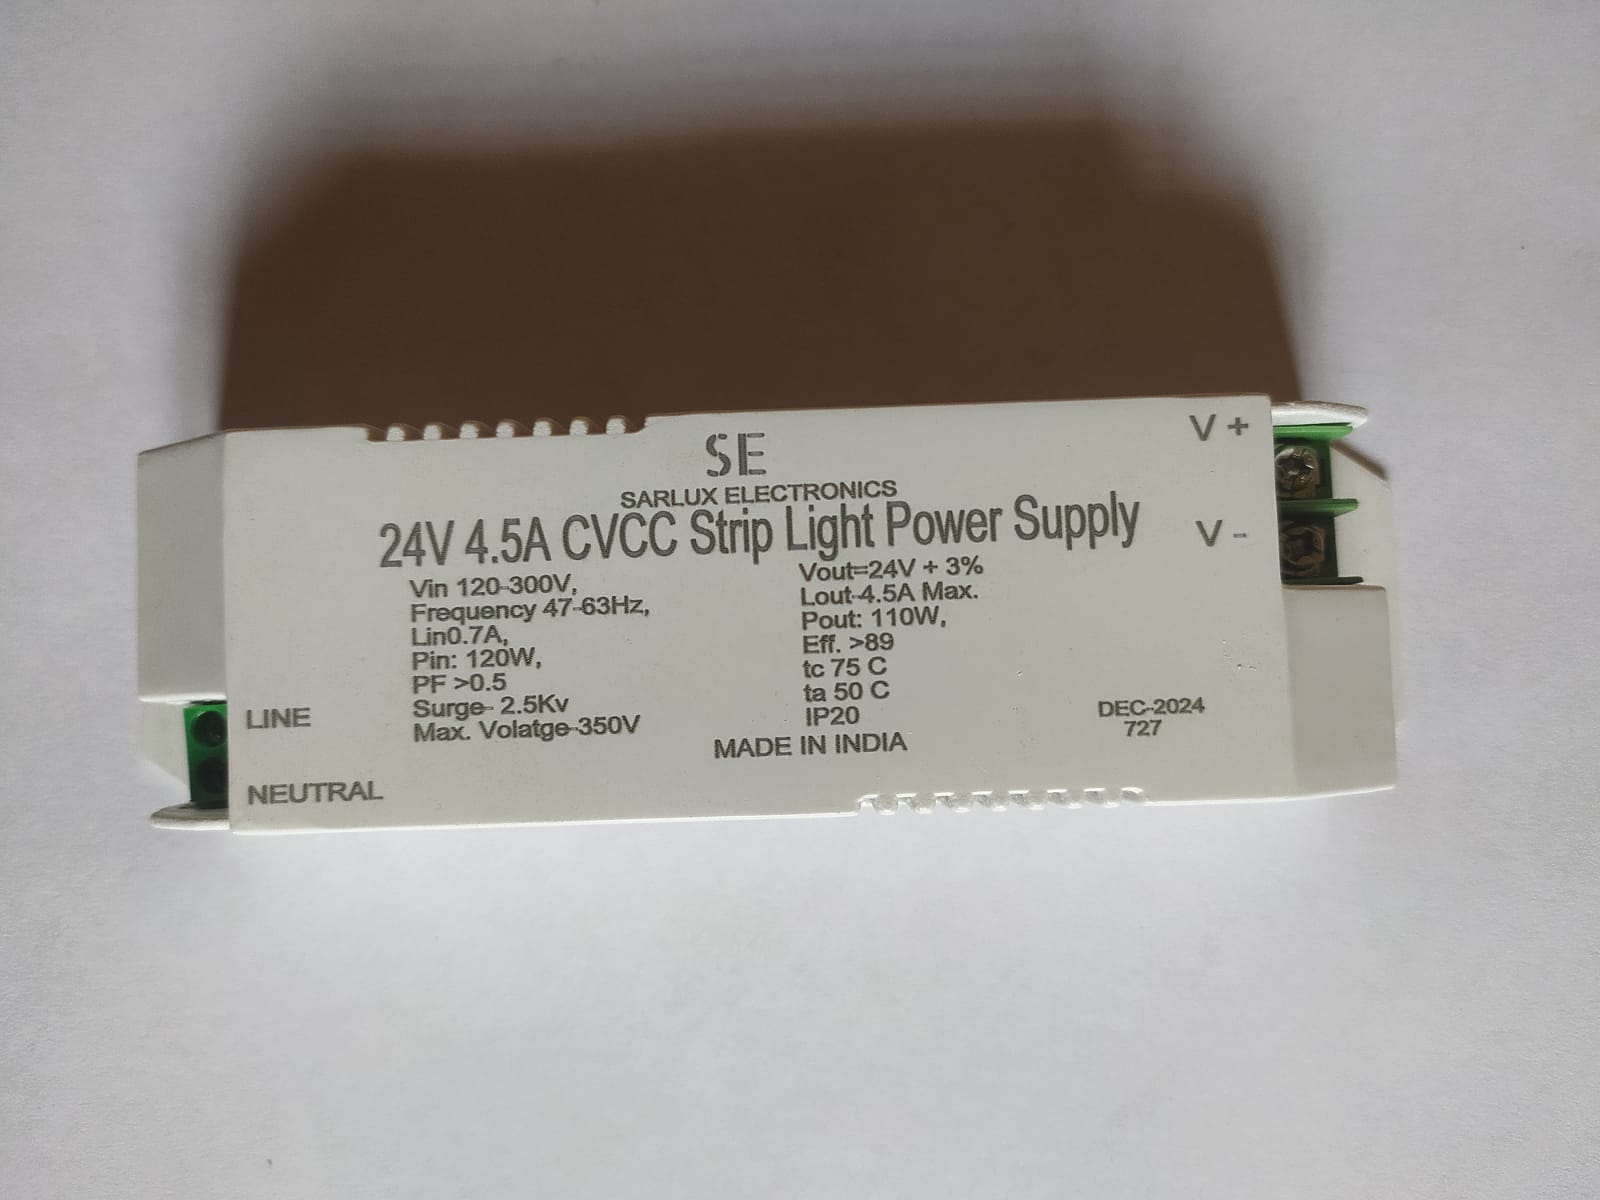 SE
SARLUX ELECTRONICS
24V 4.5A CVCC Strip Light Power Supply
Vin 120-300V,
Frequency 47-63Hz,
Lin0.7A,
Pin: 120W,
PF >0.5
Surge- 2.5Kv
Max. Volatge-350V
Vout=24V + 3%
Lout-4.5A Max.
Pout: 110W,
Eff. >89
tc 75 C
ta 50 C
IP20
MADE IN INDIA
LINE
NEUTRAL
V +
V -
DEC-2024
727